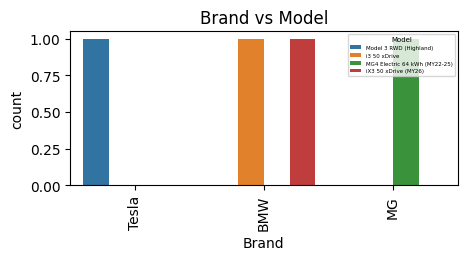 Brand vs Model
Model
Model 3 RWD (Highland)
i3 50 xDrive
MG4 Electric 64 kWh (MY22-25)
iX3 50 xDrive (MY26)
count
1.00
0.75
0.50
0.25
0.00
Tesla
BMW
MG
Brand